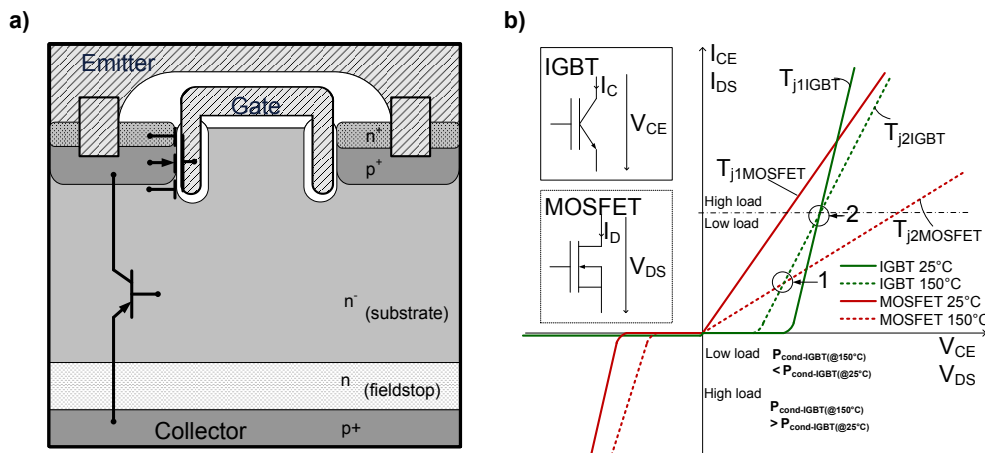 a)
Emitter
Gate
n+
p+
n-
(substrate)
n
(fieldstop)
Collector
p+
b)
IGBT
IC
VCE
MOSFET
ID
VDS
ICE
IDS
Tj1IGBT
Tj2IGBT
Tj1MOSFET
High load
Low load
2
Tj2MOSFET
1
IGBT 25°C
IGBT 150°C
MOSFET 25°C
MOSFET 150°C
VCE
VDS
Low load
Pcond-IGBT(@150°C)
< Pcond-IGBT(@25°C)
High load
Pcond-IGBT(@150°C)
> Pcond-IGBT(@25°C)